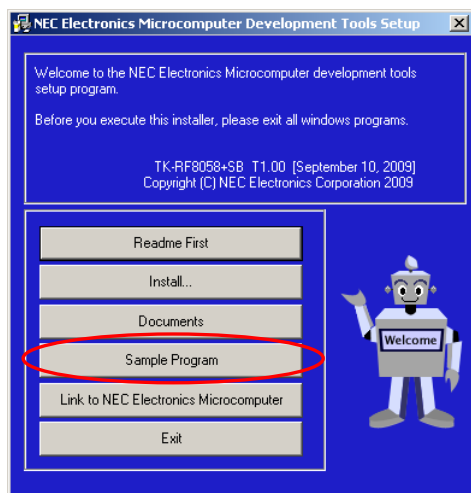 NEC Electronics Microcomputer Development Tools Setup
Welcome to the NEC Electronics Microcomputer development tools
setup program.
Before you execute this installer, please exit all windows programs.
TK-RF8058+SB T1.00 [September 10, 2009]
Copyright (C) NEC Electronics Corporation 2009
Readme First
Install...
Documents
Sample Program
Link to NEC Electronics Microcomputer
Exit
Welcome